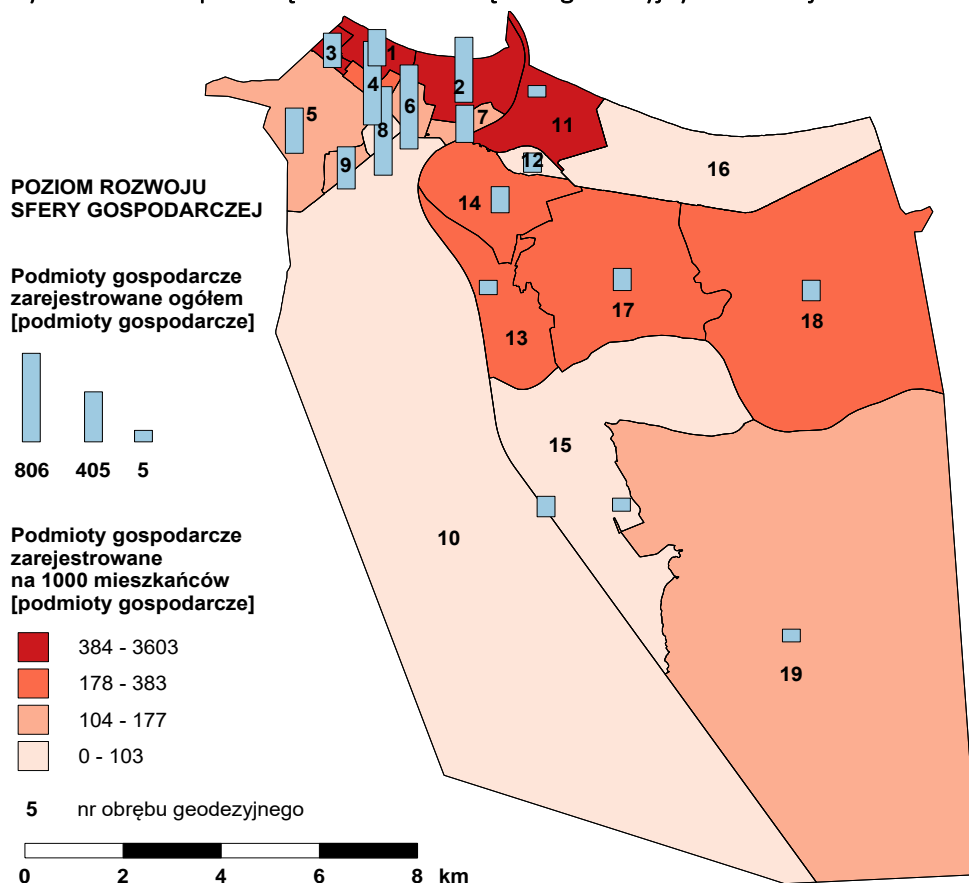 POZIOM ROZWOJU
SFERY GOSPODARCZEJ
Podmioty gospodarcze
zarejestrowane ogółem
[podmioty gospodarcze]
806 405 5
Podmioty gospodarcze
zarejestrowane
na 1000 mieszkańców
[podmioty gospodarcze]
384 - 3603
178 - 383
104 - 177
0 - 103
5 nr obrębu geodezyjnego
0 2 4 6 8 km
3
1
4
2
6
5
7
8
11
12
9
16
14
17
18
13
15
10
19